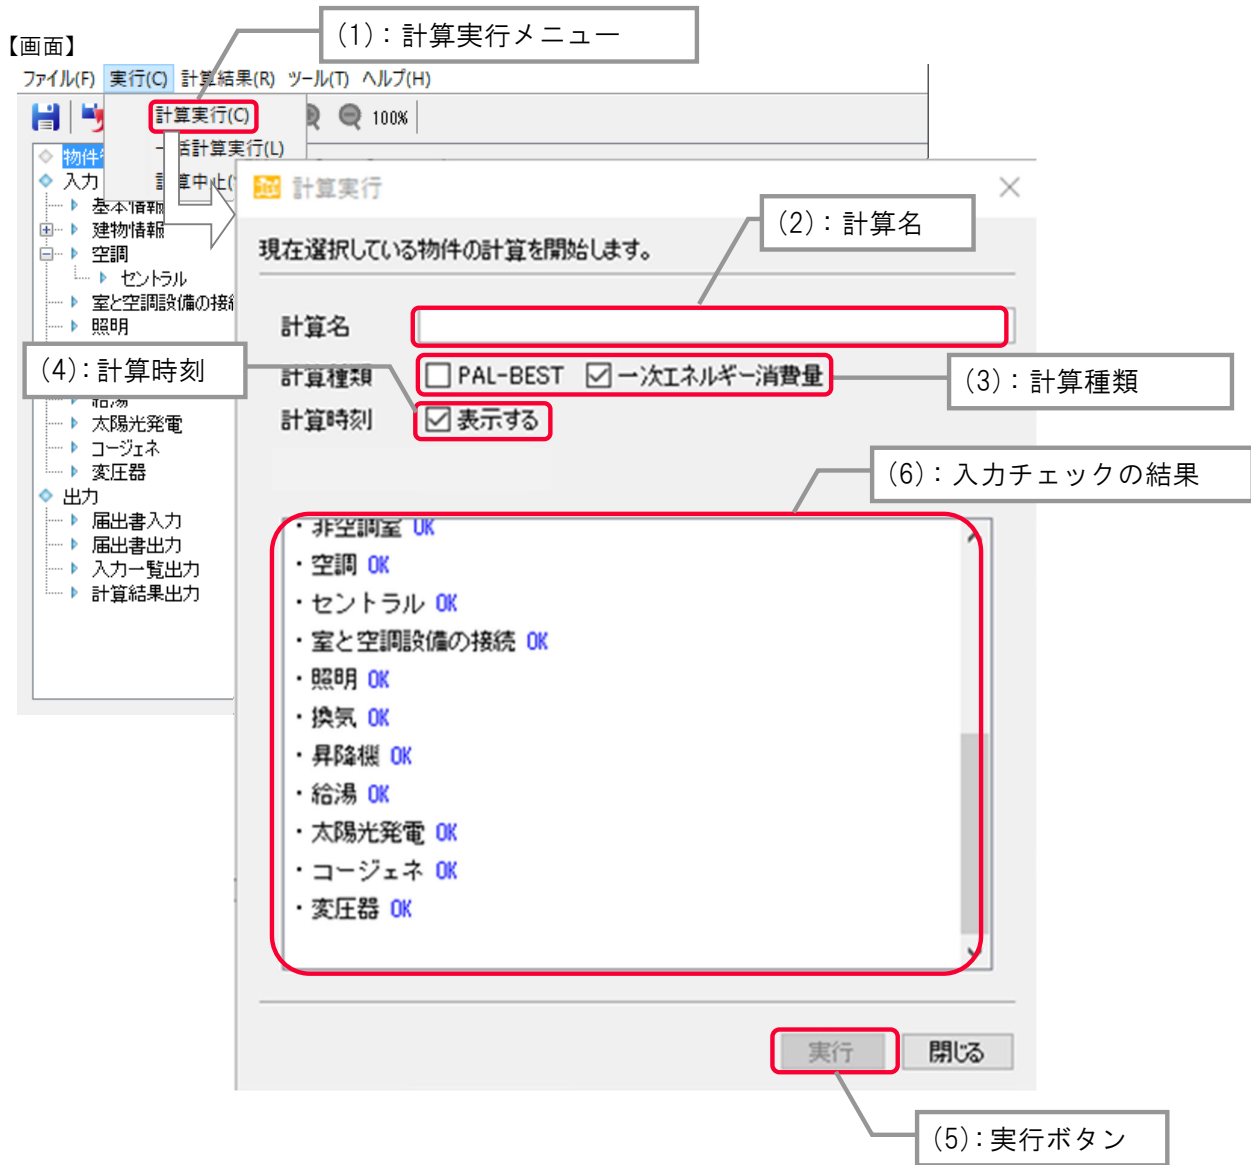 (1)：計算実行メニュー
【画面】
ファイル(F) 実行(C) 計算結果(R) ツール(T) ヘルプ(H)
計算実行(C)
100%
括計算実行(L)
物件
入力
基本情報
建物情報
空調
セントラル
室と空調設備の接続
照明
給湯
太陽光発電
コージェネ
変圧器
出力
届出書入力
届出書出力
入力一覧出力
計算結果出力
計算実行
(2)：計算名
現在選択している物件の計算を開始します。
計算名
(4)：計算時刻
計算種類 PAL-BEST 一次エネルギー消費量
(3)：計算種類
計算時刻 表示する
(6)：入力チェックの結果
・非空調室 OK
・空調 OK
・セントラル OK
・室と空調設備の接続 OK
・照明 OK
・換気 OK
・昇降機 OK
・給湯 OK
・太陽光発電 OK
・コージェネ OK
・変圧器 OK
実行 閉じる
(5)：実行ボタン